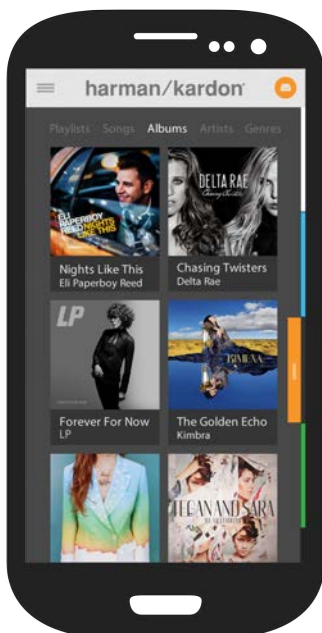 harman/kardon
Playlists Songs Albums Artists Genres
ELI
PAPERBOY
REED NIGHTS
LIKE THIS
DELTA RAE
Chasing Twisters
Nights Like This
Eli Paperboy Reed
Chasing Twisters
Delta Rae
LP
KIMBRA
Forever For Now
LP
The Golden Echo
Kimbra
TEGAN AND SARA